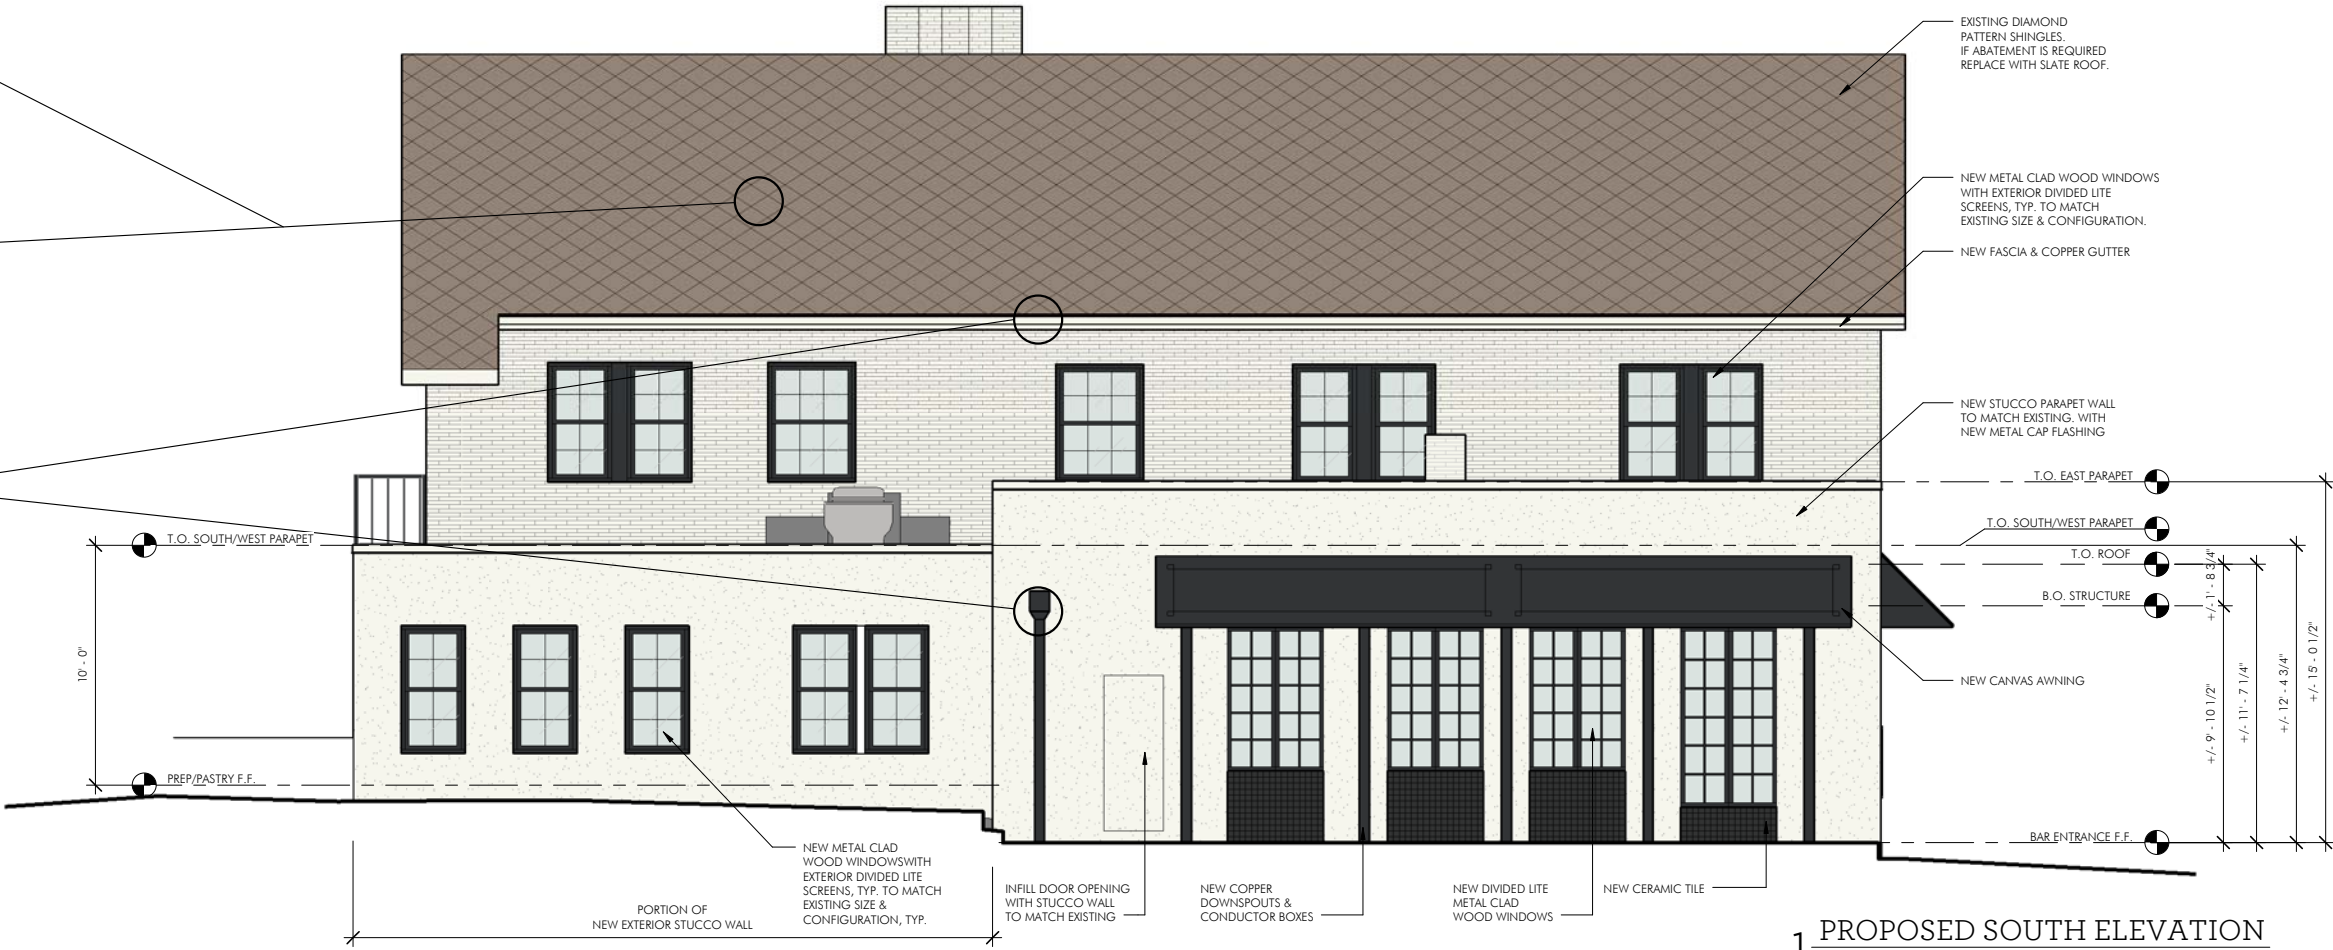 EXISTING DIAMOND
PATTERN SHINGLES.
IF ABATEMENT IS REQUIRED
REPLACE WITH SLATE ROOF.
NEW METAL CLAD WOOD WINDOWS
WITH EXTERIOR DIVIDED LITE
SCREENS, TYP. TO MATCH
EXISTING SIZE & CONFIGURATION.
NEW FASCIA & COPPER GUTTER
NEW STUCCO PARAPET WALL
TO MATCH EXISTING. WITH
NEW METAL CAP FLASHING
T.O. EAST PARAPET
T.O. SOUTH/WEST PARAPET
T.O. ROOF
B.O. STRUCTURE
+/- 1' - 8 3/4"
+/- 9' - 10 1/2"
+/- 11' - 7 1/4"
+/- 12' - 4 3/4"
+/- 15' - 0 1/2"
NEW CANVAS AWNING
BAR ENTRANCE F.F.
T.O. SOUTH/WEST PARAPET
10' - 0"
PREP/PASTRY F.F.
NEW METAL CLAD
WOOD WINDOWSWITH
EXTERIOR DIVIDED LITE
SCREENS, TYP. TO MATCH
EXISTING SIZE &
CONFIGURATION, TYP.
PORTION OF
NEW EXTERIOR STUCCO WALL
INFILL DOOR OPENING
WITH STUCCO WALL
TO MATCH EXISTING
NEW COPPER
DOWNSPOUTS &
CONDUCTOR BOXES
NEW DIVIDED LITE
METAL CLAD
WOOD WINDOWS
NEW CERAMIC TILE
1 PROPOSED SOUTH ELEVATION